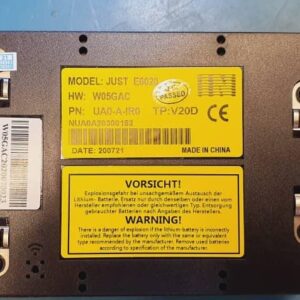 MODEL: JUST E6020
HW: W05GAC
PASSED
PN: UA0-A-IR0 TP:V20D
NUA0A20300183
CE
DATE: 200721
MADE IN CHINA
VORSICHT!
Explosionsgefahr bei unsachgemäßem Austausch der
Lithium- Batterie. Ersatz nur durch denselben oder einen vom
Hersteller empfohlenen oder gleichwertigen Typ. Entsorgung
gebrauchter Batterien nach Angaben des Herstellers.
WARNING!
There is a danger of explosion if the lithium-battery is incorrectly
installed. Replace battery only with the same or equivalent
type recommended by the manufacturer. Remove used batteries
according to specification of the manufacturer.